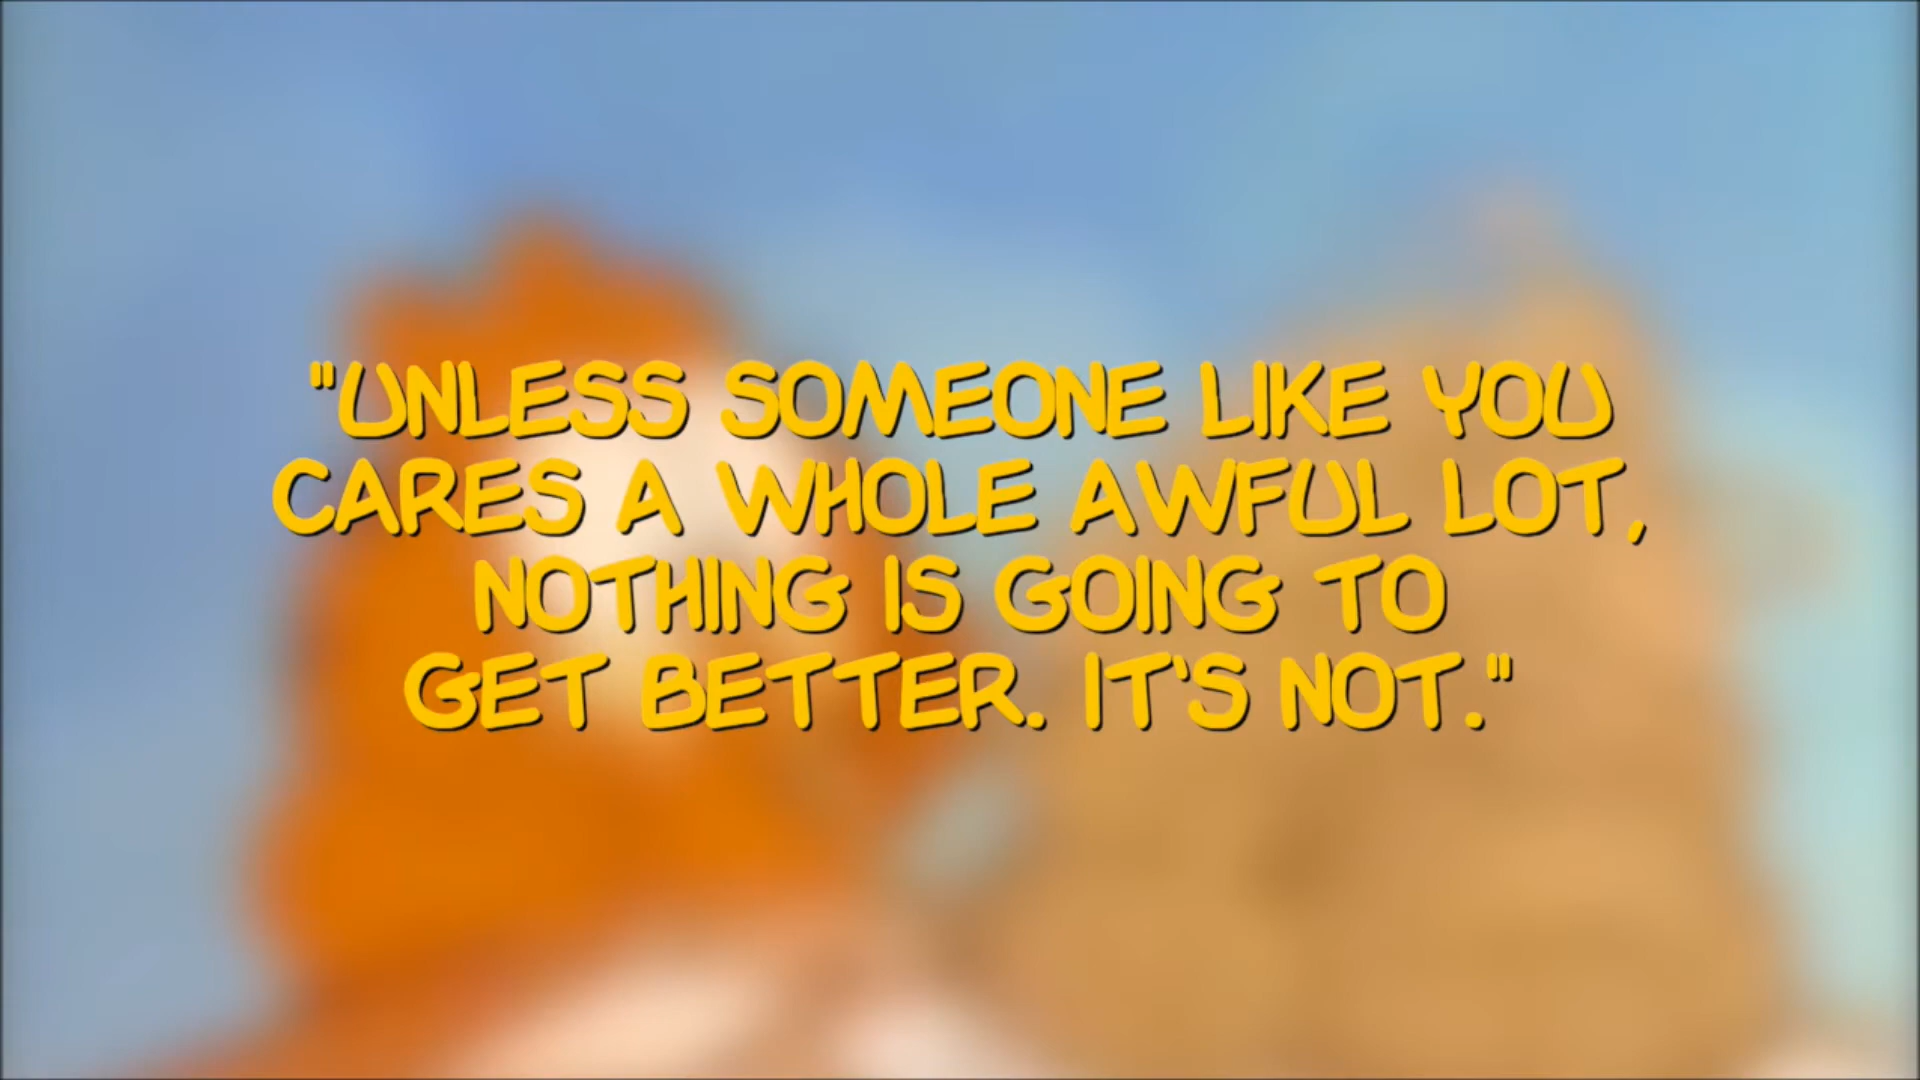 "UNLESS SOMEONE LIKE YOU
CARES A WHOLE AWFUL LOT,
NOTHING IS GOING TO
GET BETTER. IT'S NOT."